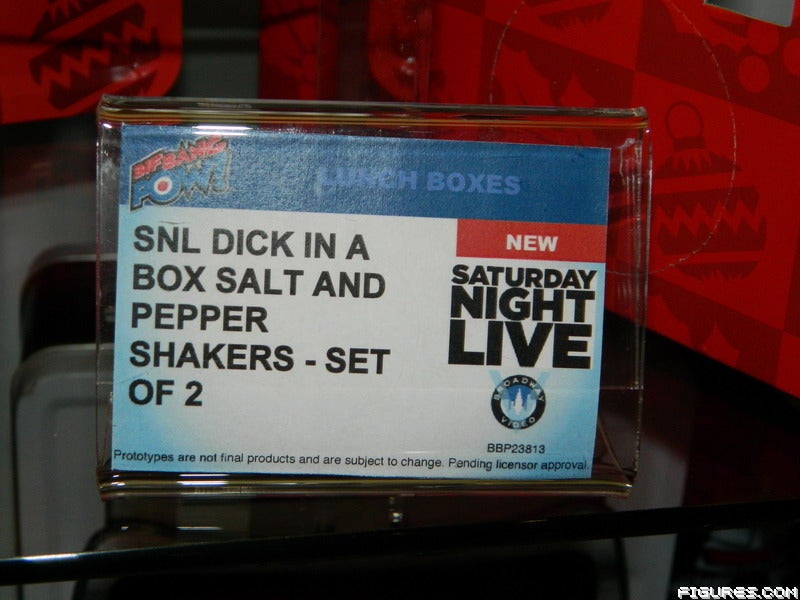 BIF BANG POW!
LUNCH BOXES
SNL DICK IN A
BOX SALT AND
PEPPER
SHAKERS - SET
OF 2
NEW
SATURDAY
NIGHT
LIVE
BROADWAY
VIDEO
BBP23813
Prototypes are not final products and are subject to change. Pending licensor approval.
FIGURES.COM